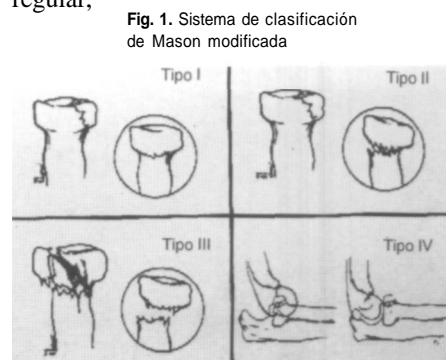 regular,
Fig. 1. Sistema de clasificación
de Mason modificada
Tipo I
Tipo II
Tipo III
Tipo IV